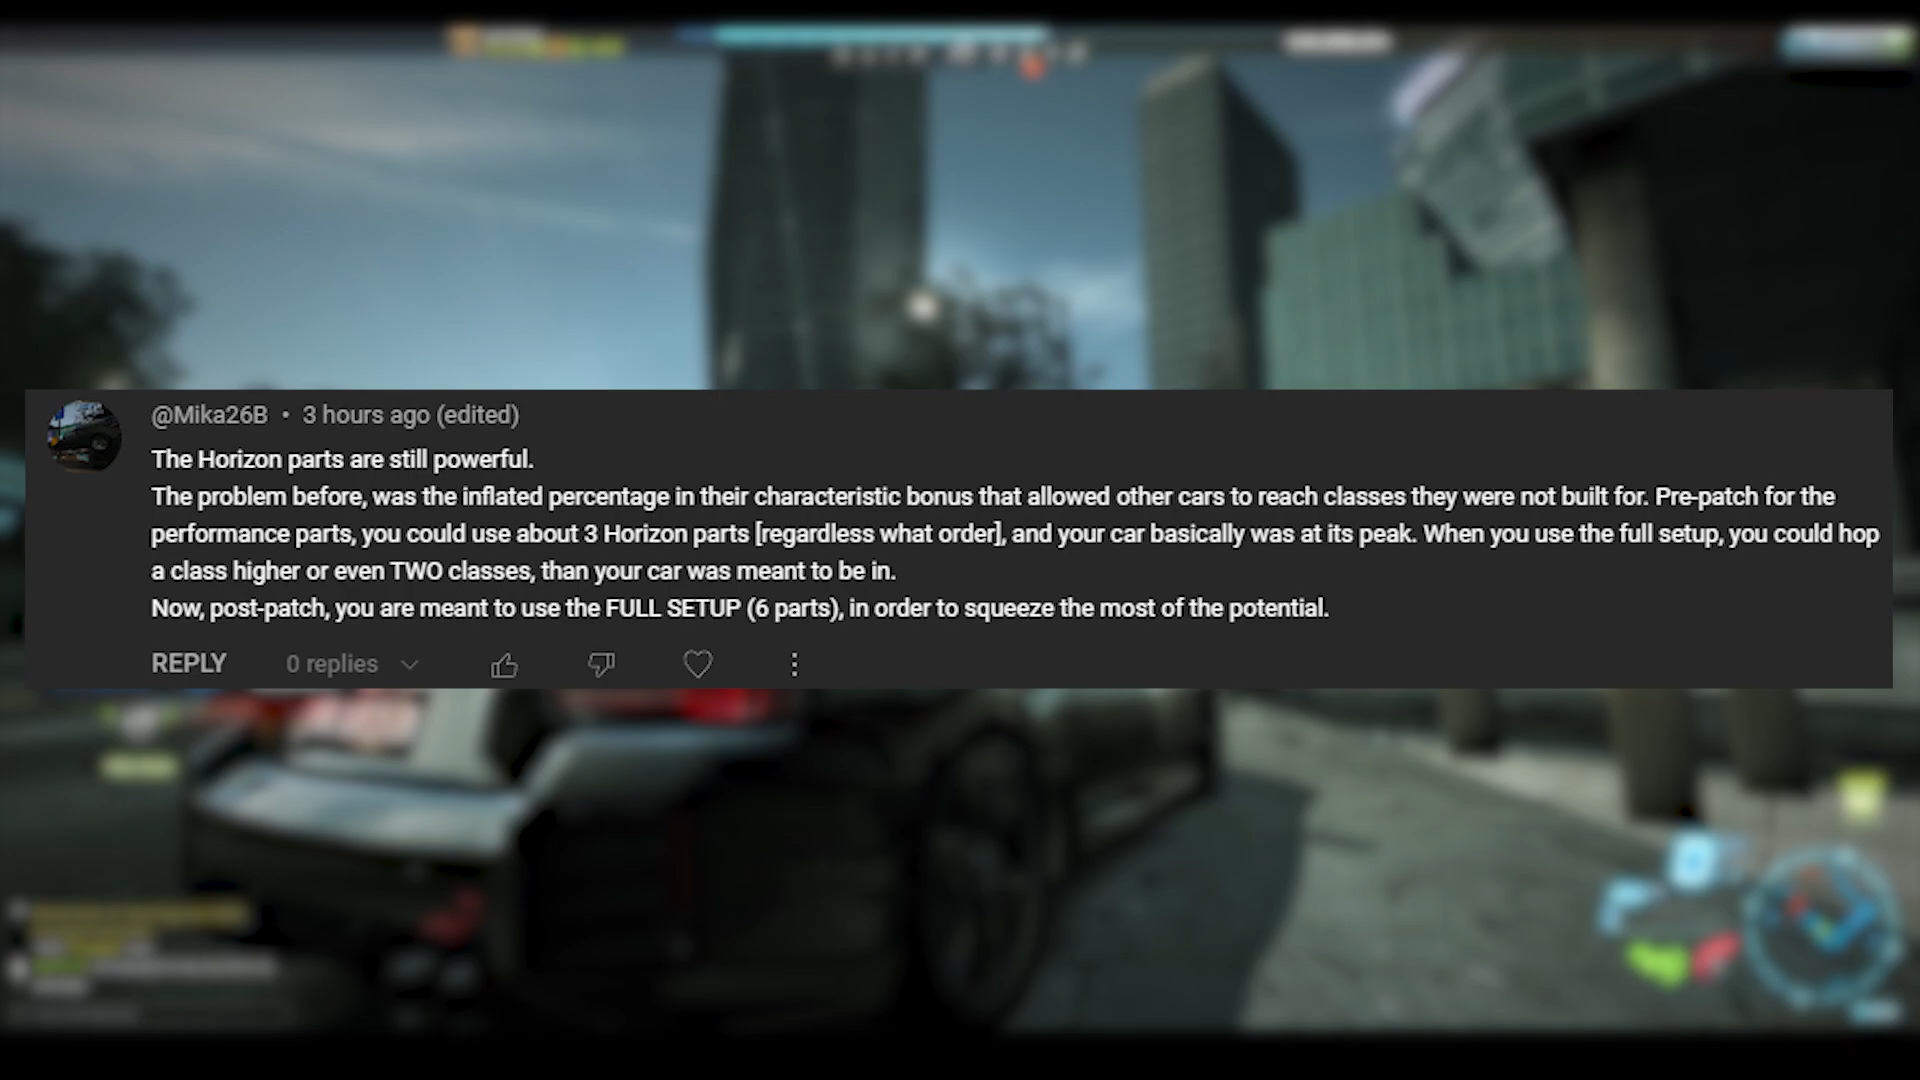 @Mika26B • 3 hours ago (edited)
The Horizon parts are still powerful.
The problem before, was the inflated percentage in their characteristic bonus that allowed other cars to reach classes they were not built for. Pre-patch for the
performance parts, you could use about 3 Horizon parts [regardless what order], and your car basically was at its peak. When you use the full setup, you could hop
a class higher or even TWO classes, than your car was meant to be in.
Now, post-patch, you are meant to use the FULL SETUP (6 parts), in order to squeeze the most of the potential.
REPLY 0 replies